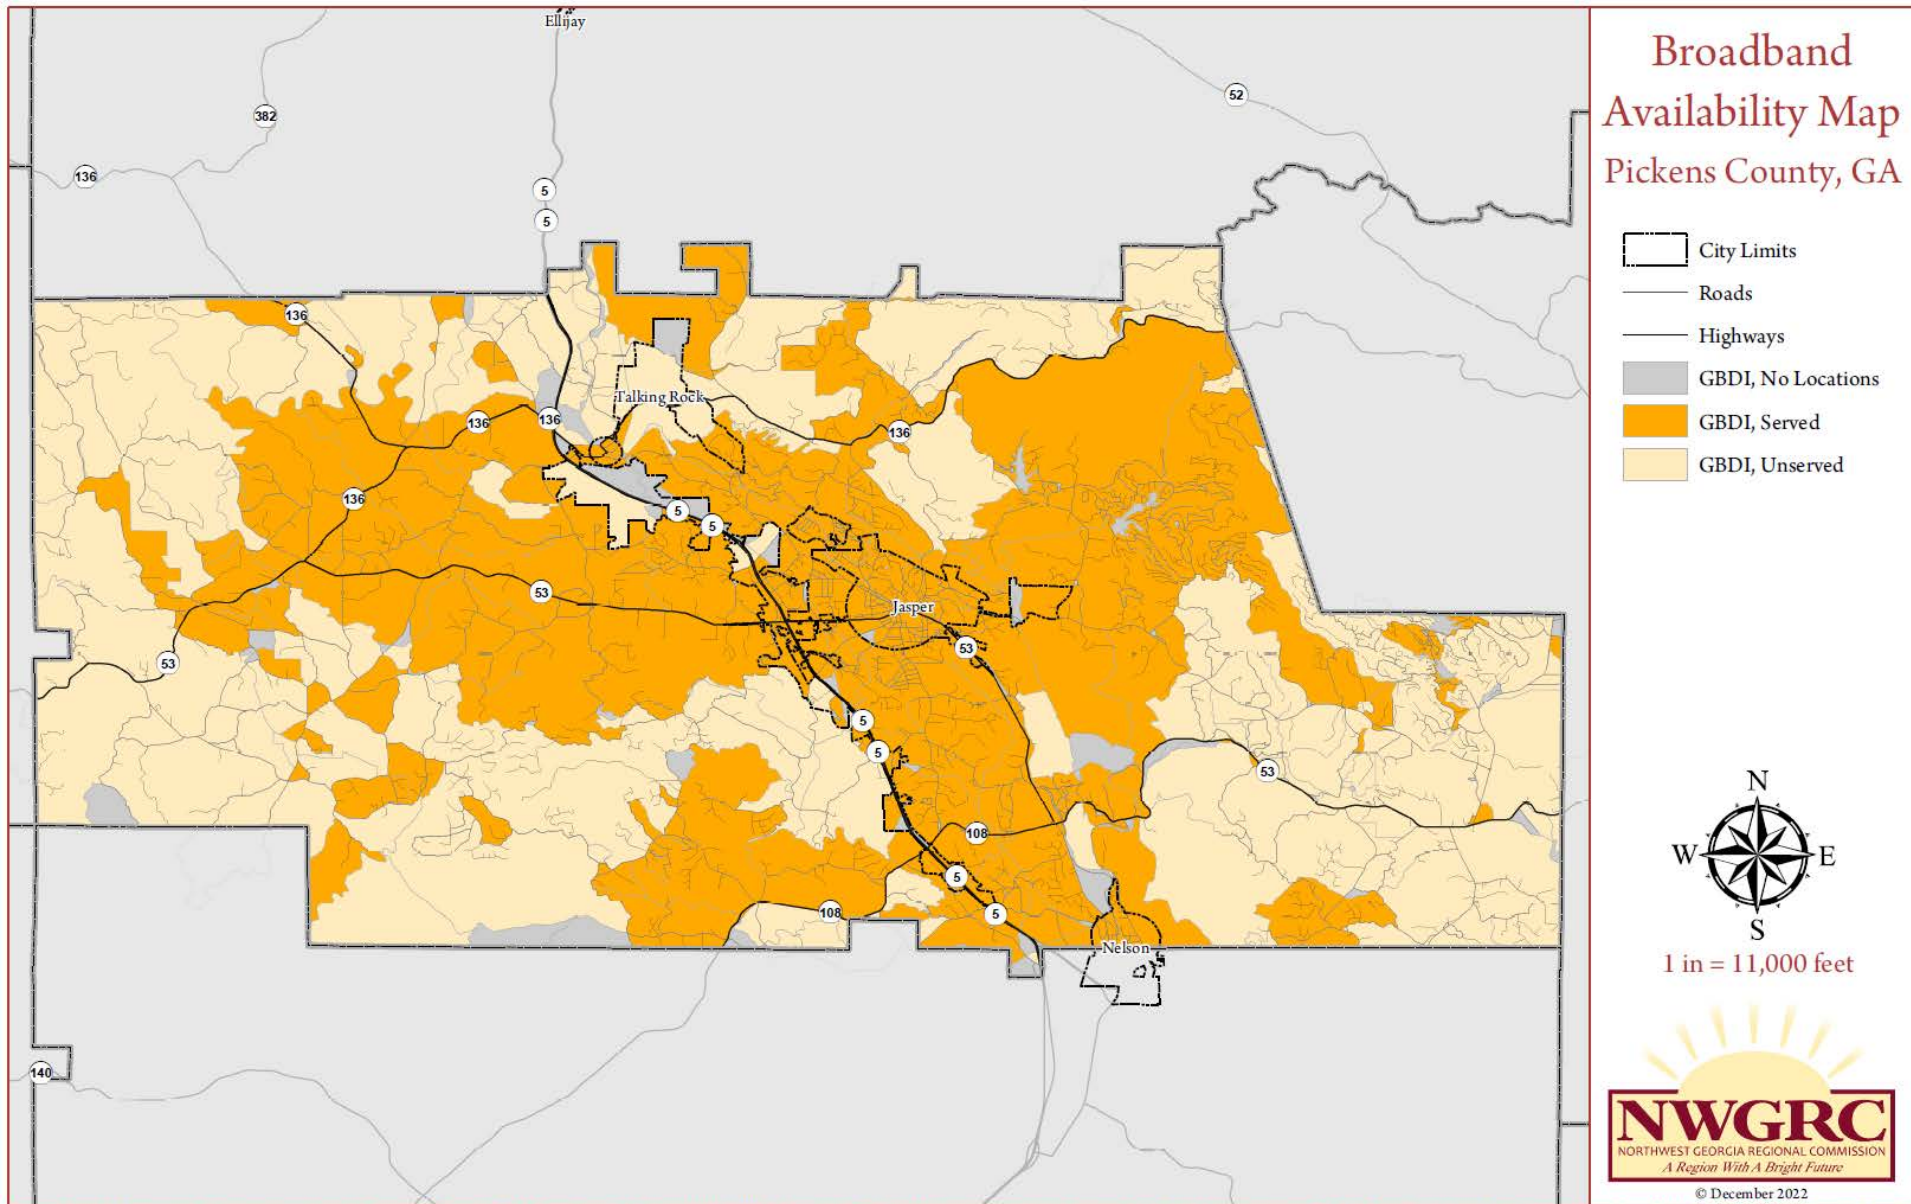 Ellijay
52
382
136
5
5
136
Talking Rock
136
136
136
136
5
5
53
Jasper
53
53
5
5
53
108
5
108
5
Nelson
140
Broadband
Availability Map
Pickens County, GA
City Limits
Roads
Highways
GBDI, No Locations
GBDI, Served
GBDI, Unserved
N
W E
S
1 in = 11,000 feet
NWGRC
NORTHWEST GEORGIA REGIONAL COMMISSION
A Region With A Bright Future
© December 2022